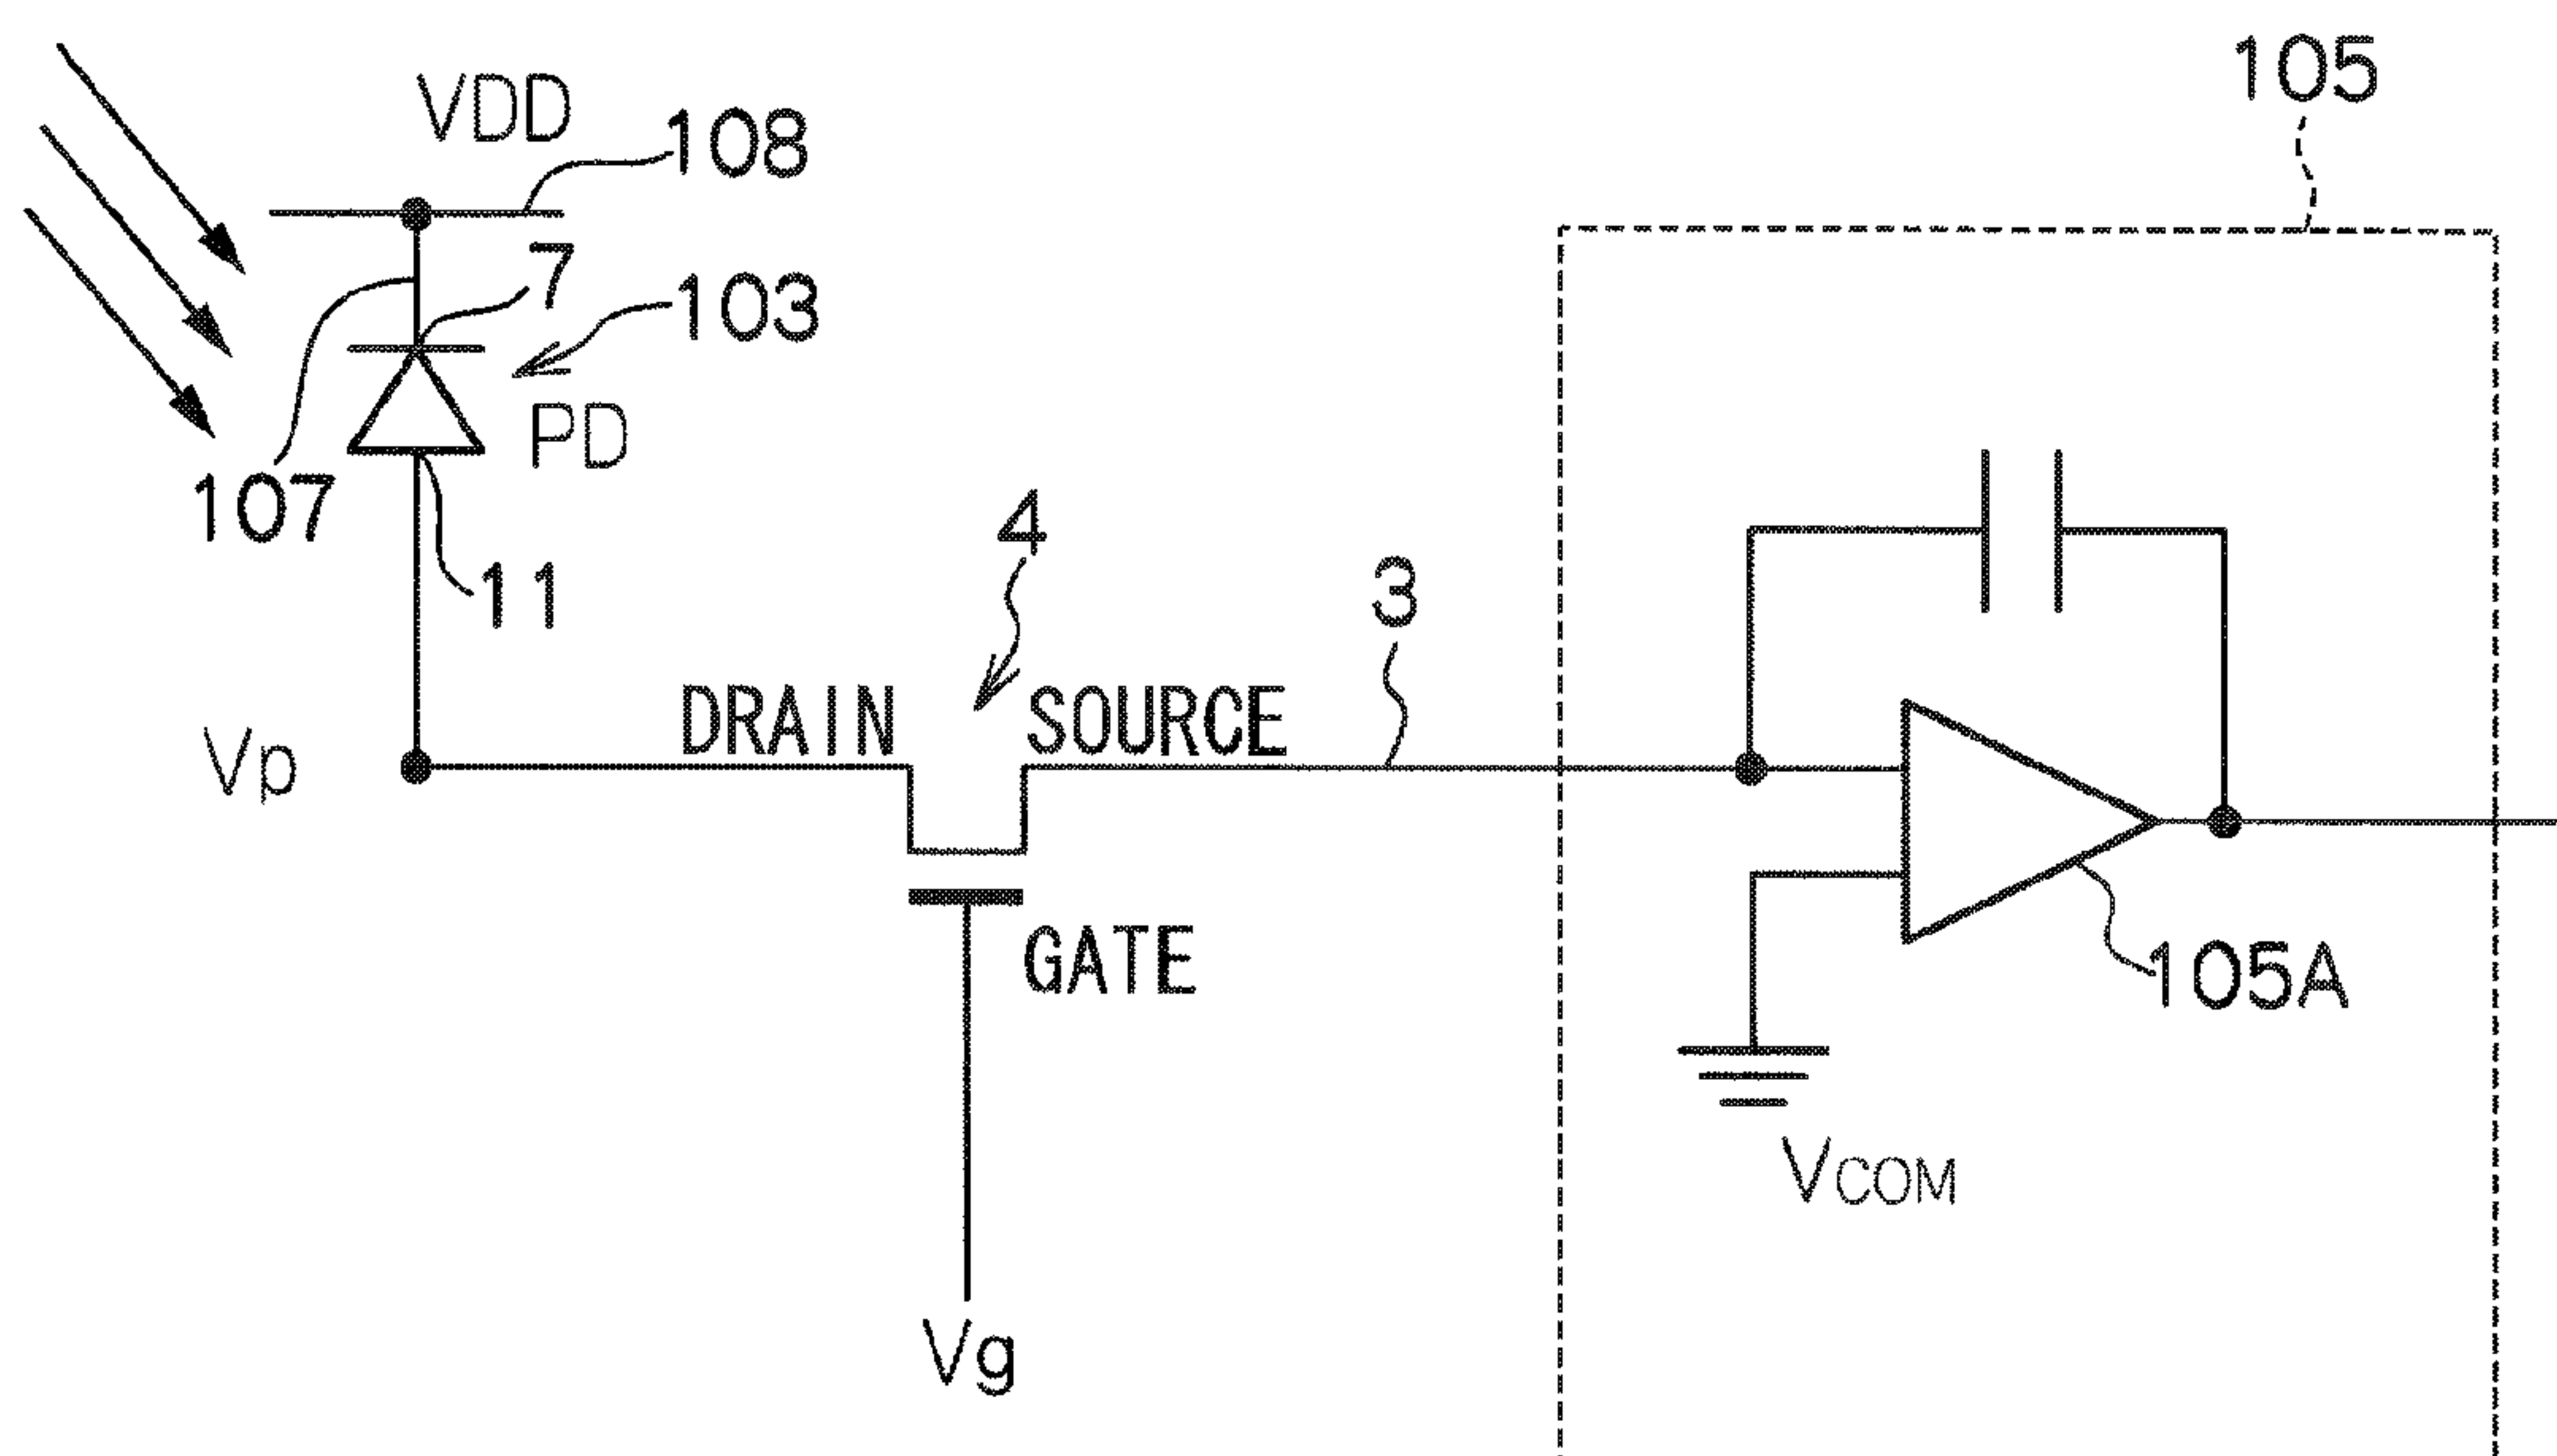 105
VDD
108
7
103
PD
107
4
11
3
DRAIN
SOURCE
Vp
GATE
105A
VCOM
Vg